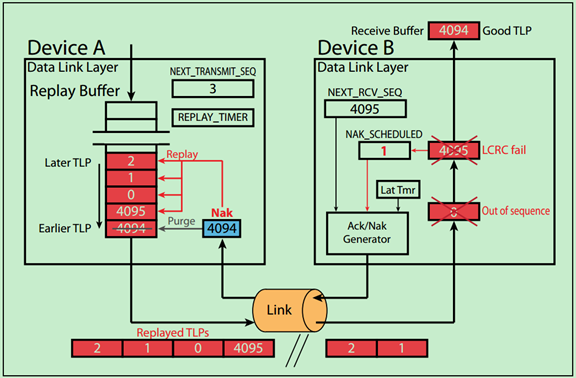 Receive Buffer 4094 Good TLP
Device A
Device B
Data Link Layer
NEXT_TRANSMIT_SEQ
3
Replay Buffer
REPLAY_TIMER
Later TLP
2
Replay
1
0
4095
Nak
Earlier TLP
4094
Purge
4094
Data Link Layer
NEXT_RCV_SEQ
4095
NAK_SCHEDULED
1
4095
LCRC fail
Lat Tmr
0
Out of sequence
Ack/Nak
Generator
Link
Replayed TLPs
2 1 0 4095
2 1